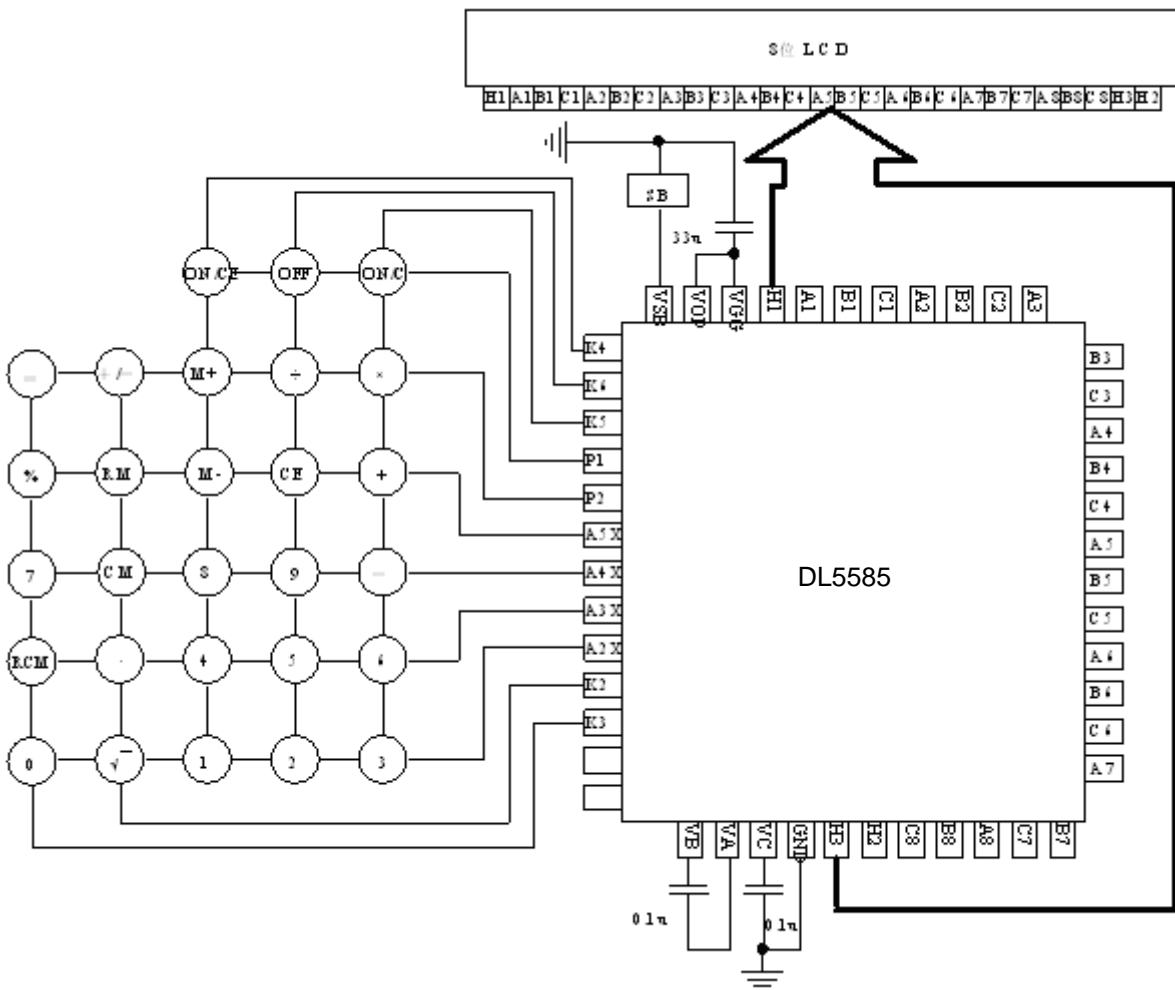 8位 LCD
H1 A1 B1 C1 A2 B2 C2 A3 B3 C3 A4 B4 C4 A5 B5 C5 A6 B6 C6 A7 B7 C7 A8 B8 C8 H3 H2
SB
33n
ON/CE OFF ON/C
VSB VOP VGG H1 A1 B1 C1 A2 B2 C2 A3
K4
K6
K5
P1
P2
A5X
A4X
A3X
A2X
K2
K3
= +/- M+ ÷ ×
% RM M- CE +
7 CM 8 9 -
RCM · 4 5 6
0 √ 1 2 3
DL5585
B3
C3
A4
B4
C4
A5
B5
C5
A6
B6
C6
A7
VB VA VC GND H3 H2 C8 B8 A8 C7 B7
0.1n 0.1n